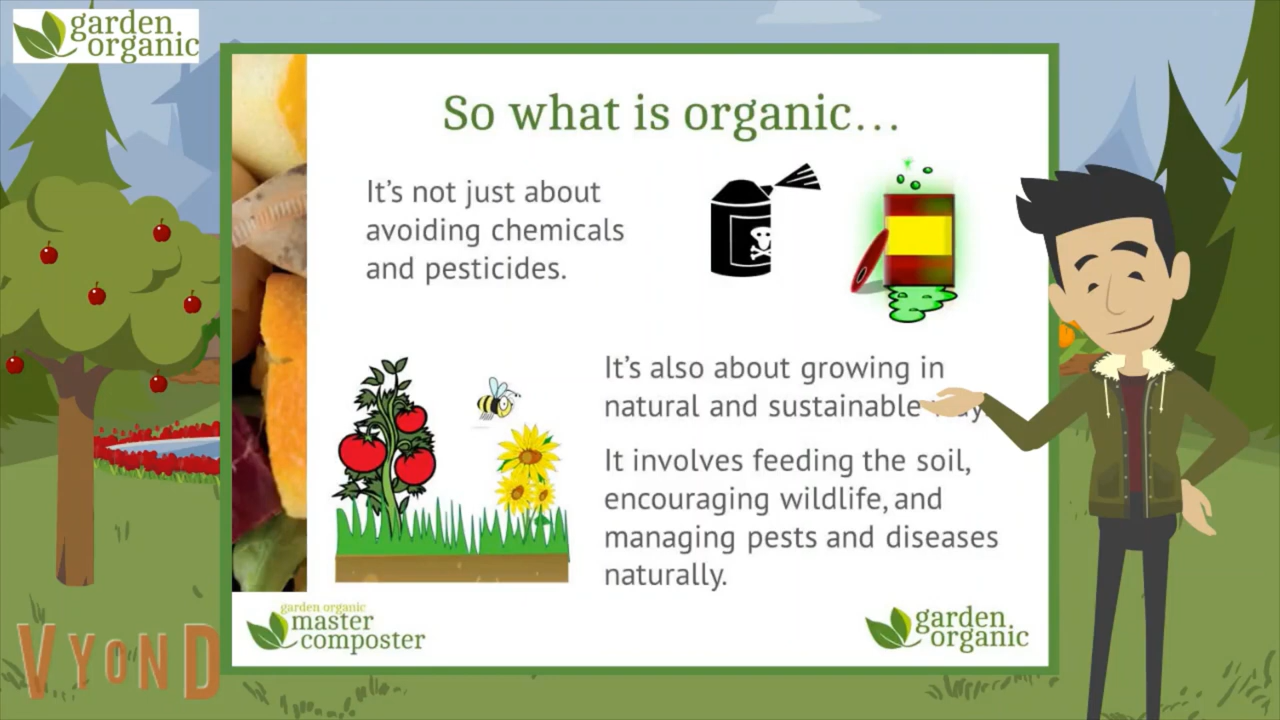 garden
organic
So what is organic…
It's not just about
avoiding chemicals
and pesticides.
It's also about growing in
natural and sustainable
It involves feeding the soil,
encouraging wildlife, and
managing pests and diseases
naturally.
garden organic
master
composter
garden
organic
VYOND